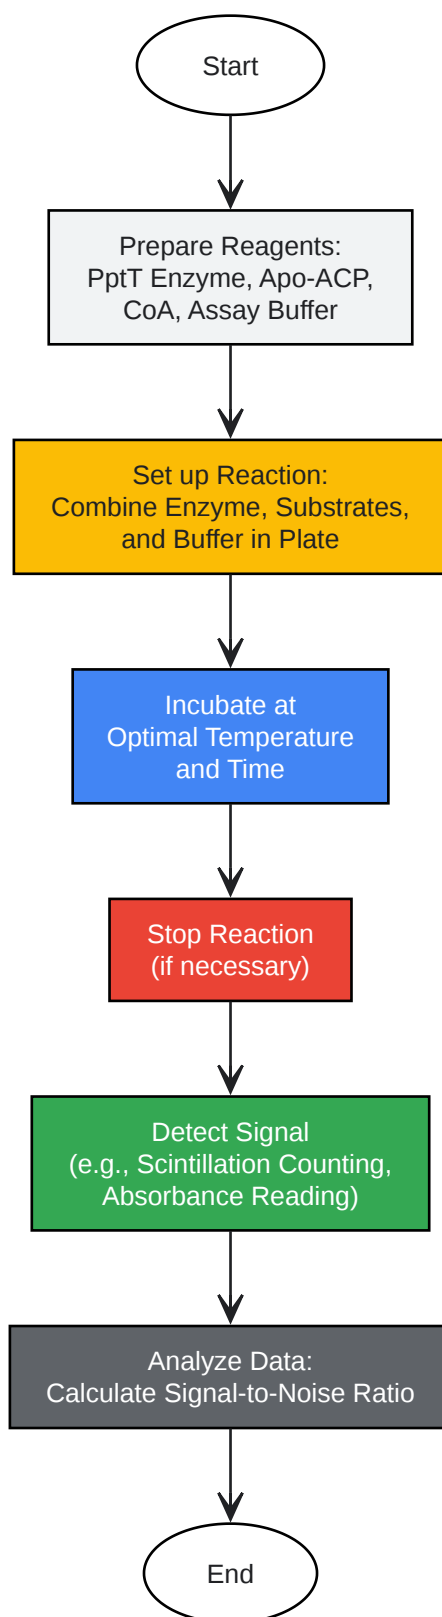 Start
Prepare Reagents:
PptT Enzyme, Apo-ACP,
CoA, Assay Buffer
Set up Reaction:
Combine Enzyme, Substrates,
and Buffer in Plate
Incubate at
Optimal Temperature
and Time
Stop Reaction
(if necessary)
Detect Signal
(e.g., Scintillation Counting,
Absorbance Reading)
Analyze Data:
Calculate Signal-to-Noise Ratio
End